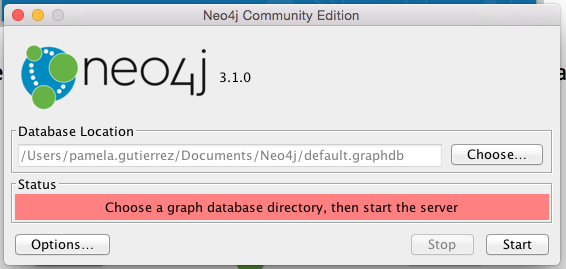 Neo4j Community Edition
neo4j 3.1.0
Database Location
/Users/pamela.gutierrez/Documents/Neo4j/default.graphdb
Choose...
Status
Choose a graph database directory, then start the server
Options...
Stop
Start